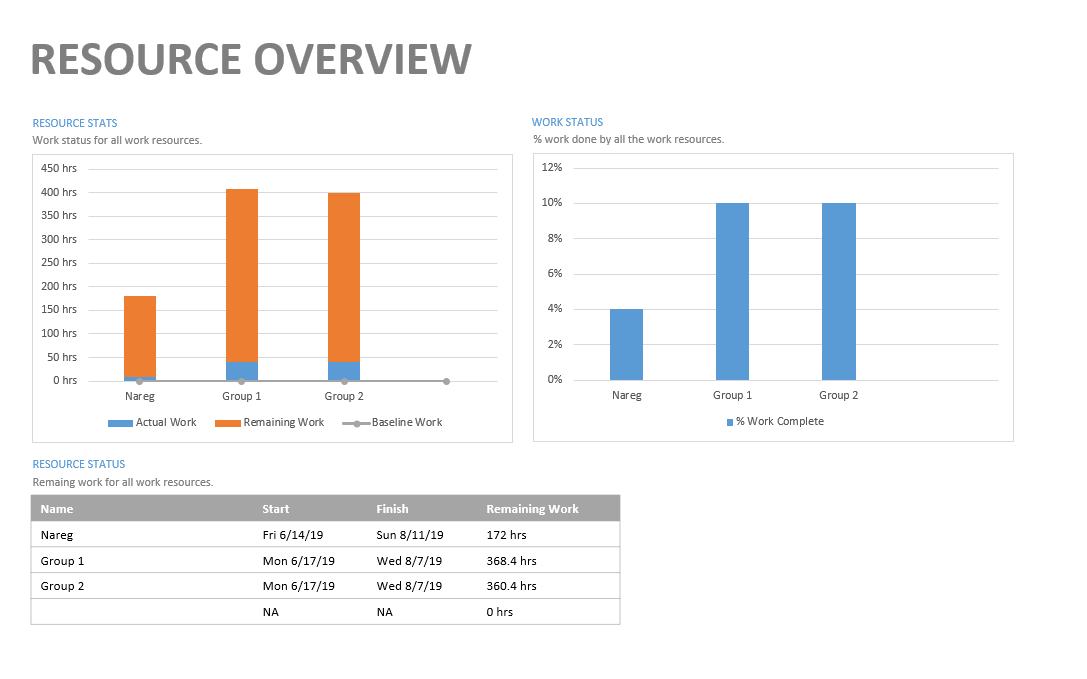 RESOURCE OVERVIEW
RESOURCE STATS
Work status for all work resources.
450 hrs
400 hrs
350 hrs
300 hrs
250 hrs
200 hrs
150 hrs
100 hrs
50 hrs
0 hrs
Nareg Group 1 Group 2
Actual Work Remaining Work Baseline Work
WORK STATUS
% work done by all the work resources.
12%
10%
8%
6%
4%
2%
0%
Nareg Group 1 Group 2
% Work Complete
RESOURCE STATUS
Remaing work for all work resources.
Name Start Finish Remaining Work
Nareg Fri 6/14/19 Sun 8/11/19 172 hrs
Group 1 Mon 6/17/19 Wed 8/7/19 368.4 hrs
Group 2 Mon 6/17/19 Wed 8/7/19 360.4 hrs
NA NA 0 hrs